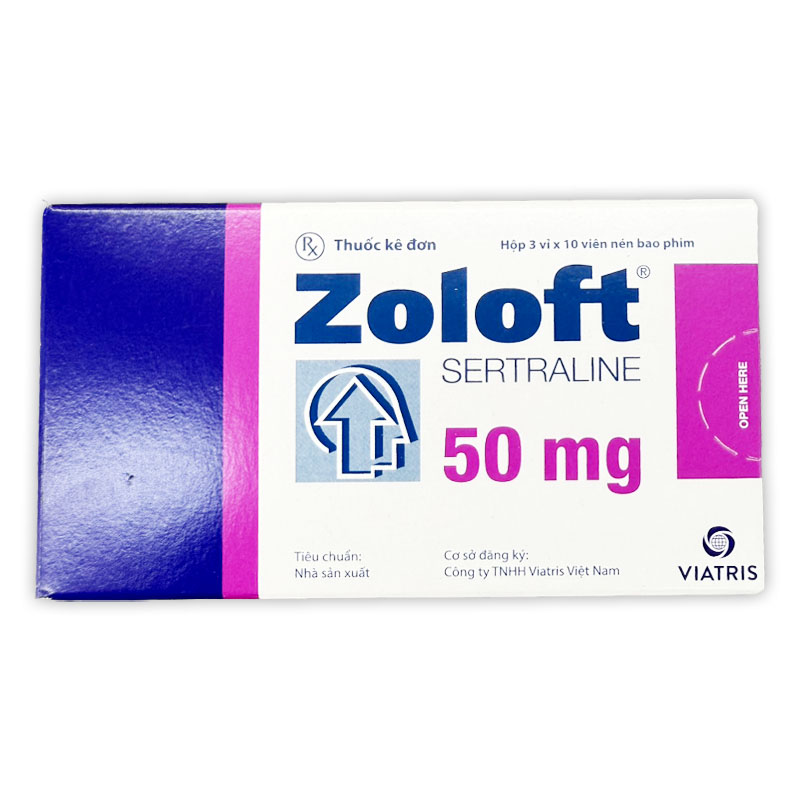 Rx Thuốc kê đơn
Hộp 3 vỉ x 10 viên nén bao phim
Zoloft®
SERTRALINE
50 mg
OPEN HERE
Tiêu chuẩn:
Nhà sản xuất
Cơ sở đăng ký:
Công ty TNHH Viatris Việt Nam
VIATRIS